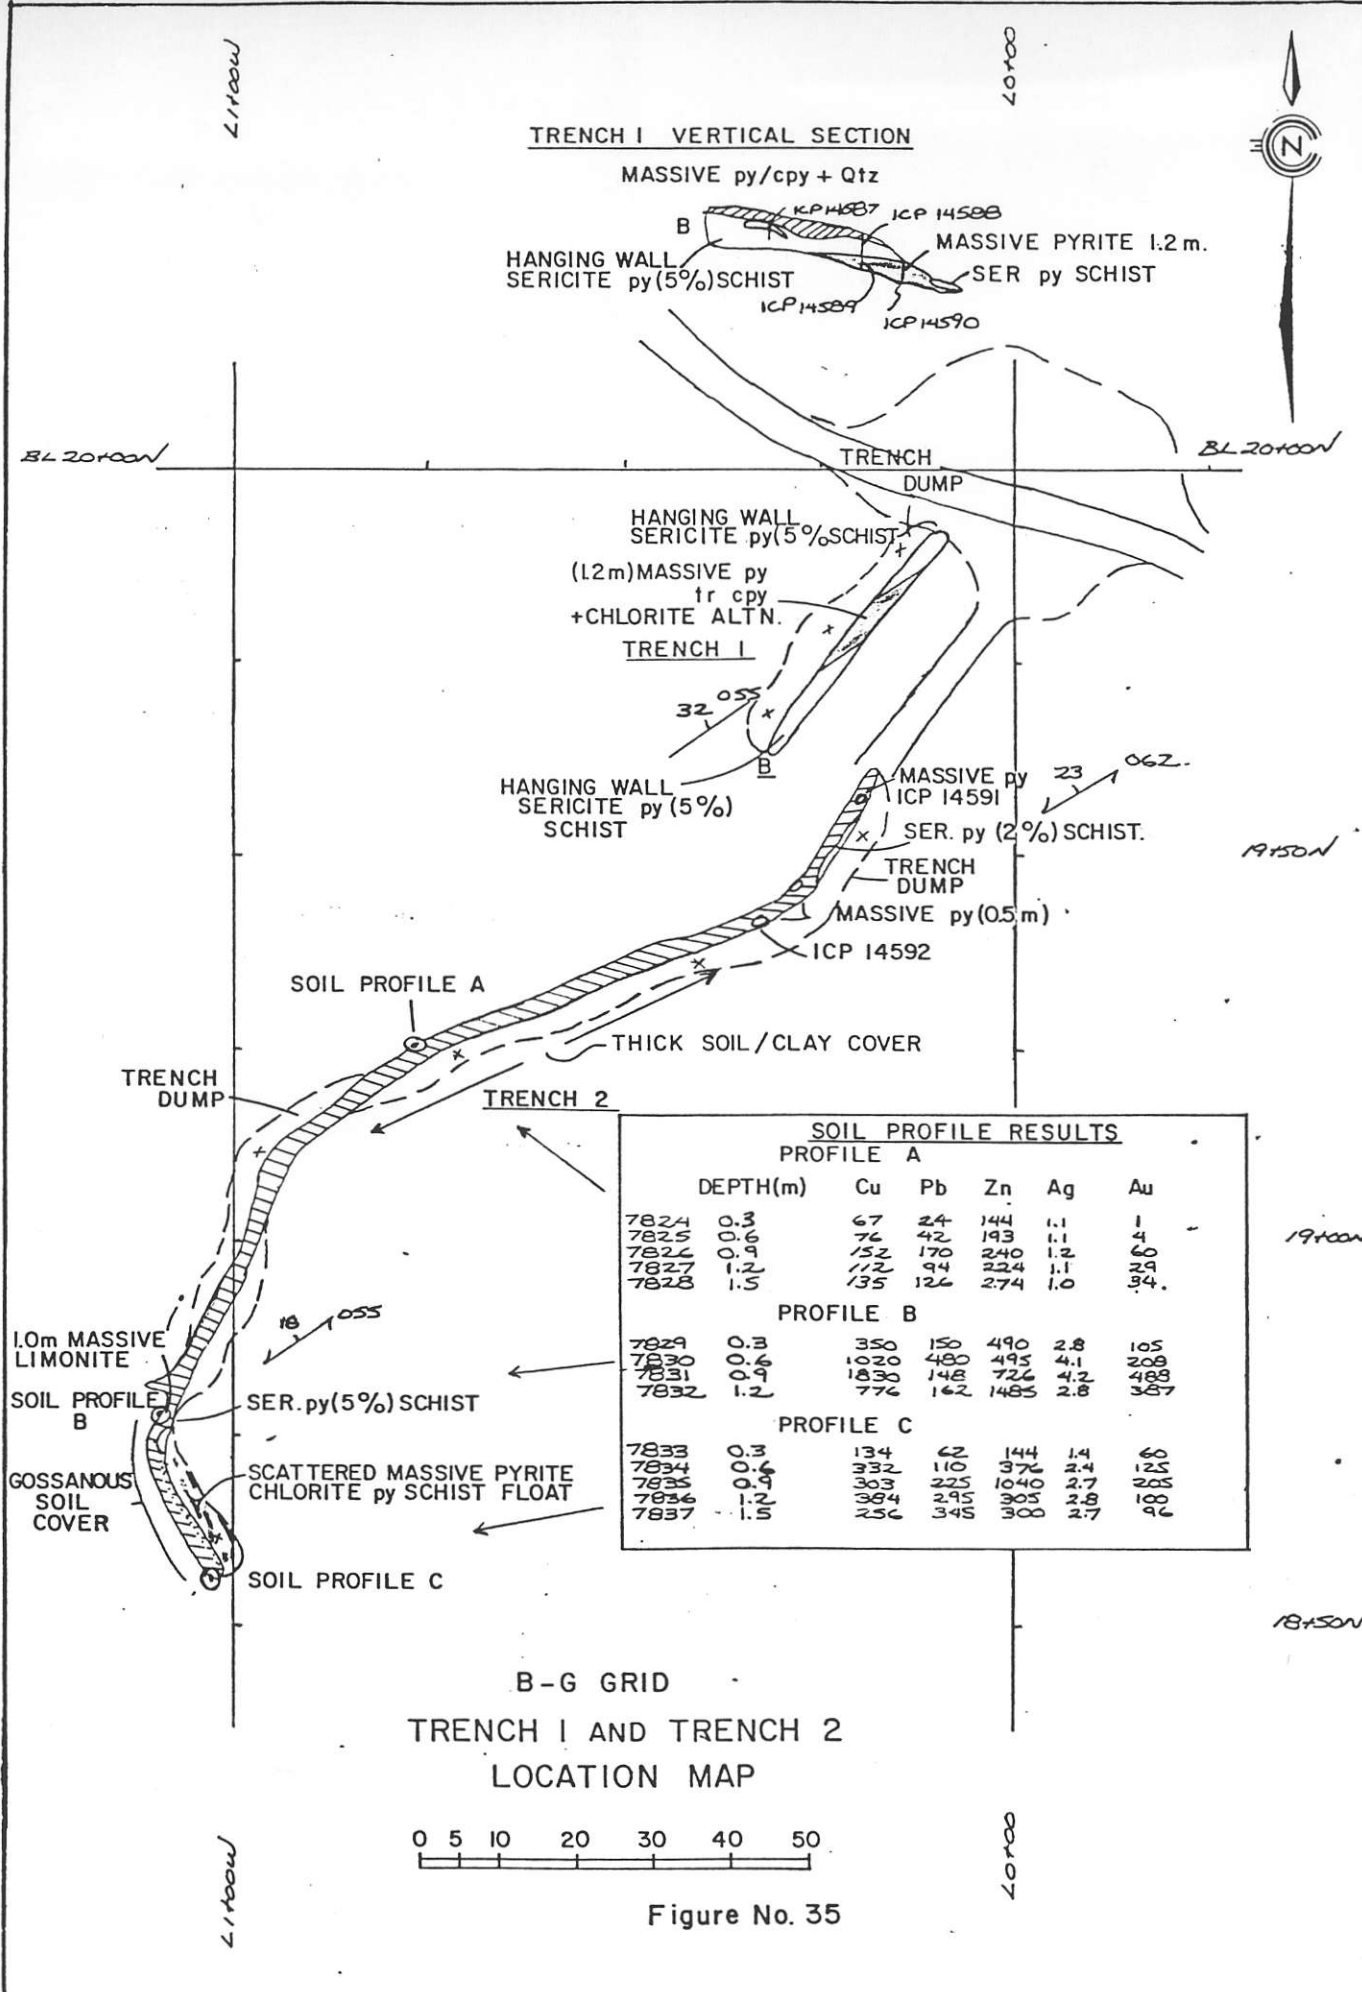 L1+00W
L0+00
TRENCH 1 VERTICAL SECTION
MASSIVE py/cpy + Qtz
N
ICP 14587
ICP 14588
B
MASSIVE PYRITE 1.2 m.
HANGING WALL
SERICITE py (5%) SCHIST
SER py SCHIST
ICP 14589
ICP 14590
BL 20+00N
BL 20+00N
TRENCH
DUMP
HANGING WALL
SERICITE py (5% SCHIST
(1.2m) MASSIVE py
tr cpy
+CHLORITE ALTN.
TRENCH 1
32 055
B
HANGING WALL
SERICITE py (5%)
SCHIST
MASSIVE py
ICP 14591
23 062.
SER. py (2%) SCHIST.
19+50N
TRENCH
DUMP
MASSIVE py (0.5 m)
ICP 14592
SOIL PROFILE A
THICK SOIL/CLAY COVER
TRENCH
DUMP
TRENCH 2
SOIL PROFILE RESULTS
PROFILE A
DEPTH(m) Cu Pb Zn Ag Au
7824 0.3 67 24 144 1.1 1
7825 0.6 76 42 193 1.1 4
7826 0.9 152 170 240 1.2 60
7827 1.2 112 94 224 1.1 29
7828 1.5 135 126 274 1.0 34.
19+00N
PROFILE B
7829 0.3 350 150 490 2.8 105
7830 0.6 1020 480 495 4.1 208
7831 0.9 1830 148 726 4.2 488
7832 1.2 776 162 1485 2.8 387
PROFILE C
7833 0.3 134 62 144 1.4 60
7834 0.6 332 110 376 2.4 125
7835 0.9 303 225 1040 2.7 205
7836 1.2 384 295 305 2.8 100
7837 1.5 256 345 300 2.7 96
18 055
1.0m MASSIVE
LIMONITE
SOIL PROFILE
B
SER. py (5%) SCHIST
GOSSANOUS
SOIL
COVER
SCATTERED MASSIVE PYRITE
CHLORITE py SCHIST FLOAT
SOIL PROFILE C
18+50N
B-G GRID
TRENCH 1 AND TRENCH 2
LOCATION MAP
0 5 10 20 30 40 50
L1+00W
L0+00
Figure No. 35